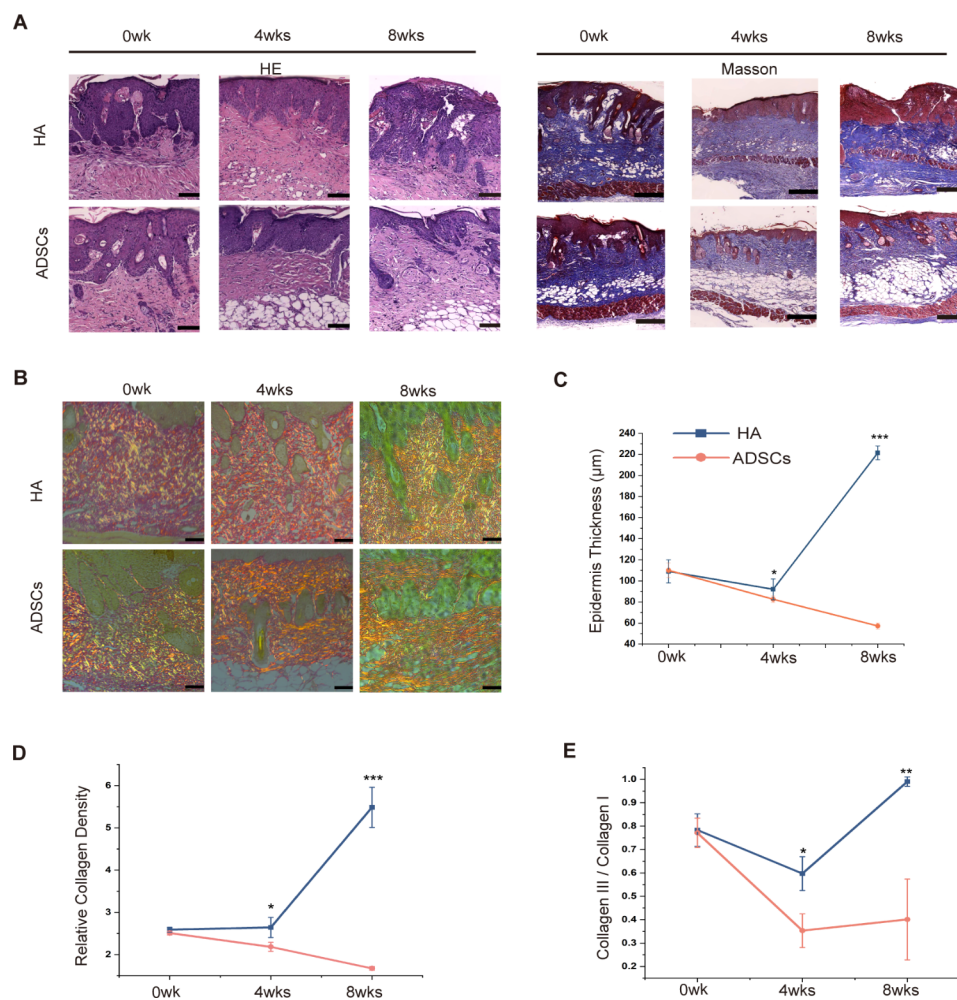 A
0wk 4wks 8wks
HE
HA
ADSCs
0wk 4wks 8wks
Masson
B
0wk 4wks 8wks
HA
ADSCs
C
HA
ADSCs
Epidermis Thickness (μm)
240
220
200
180
160
140
120
100
80
60
40
*
***
0wk 4wks 8wks
D
Relative Collagen Density
6
5
4
3
2
*
***
0wk 4wks 8wks
E
Collagen III / Collagen I
1.0
0.9
0.8
0.7
0.6
0.5
0.4
0.3
0.2
*
**
0wk 4wks 8wks